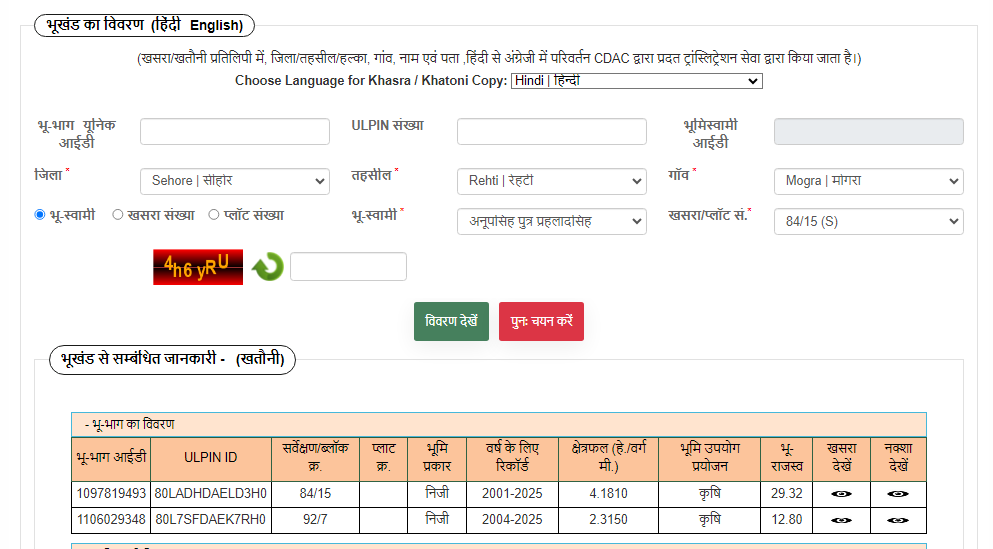 भूखंड का विवरण (हिंदी English)
(खसरा/खतौनी प्रतिलिपी में, जिला/तहसील/हल्का, गांव, नाम एवं पता ,हिंदी से अंग्रेजी में परिवर्तन CDAC द्वारा प्रदत ट्रांस्लिट्रेशन सेवा द्वारा किया जाता है।)
Choose Language for Khasra / Khatoni Copy: Hindi | हिन्दी
भू-भाग यूनिक आईडी ULPIN संख्या भूमिस्वामी आईडी
जिला * Sehore | सीहोर तहसील * Rehti | रेहटी गाँव * Mogra | मोगरा
भू-स्वामी खसरा संख्या प्लॉट संख्या भू-स्वामी * अनूपसिंह पुत्र प्रहलादसिंह खसरा/प्लॉट सं.* 84/15 (S)
4h6 yRU
विवरण देखें पुनः चयन करें
भूखंड से सम्बंधित जानकारी - (खतौनी)
- भू-भाग का विवरण
भू-भाग आईडी ULPIN ID सर्वेक्षण/ब्लॉक क्र. प्लाट क्र. भूमि प्रकार वर्ष के लिए रिकॉर्ड क्षेत्रफल (हे./वर्ग मी.) भूमि उपयोग प्रयोजन भू-राजस्व खसरा देखें नक्शा देखें
1097819493 80LADHDAELD3H0 84/15 निजी 2001-2025 4.1810 कृषि 29.32
1106029348 80L7SFDAEK7RH0 92/7 निजी 2004-2025 2.3150 कृषि 12.80